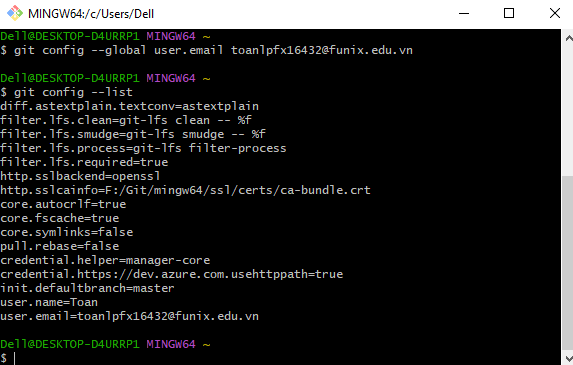 MINGW64:/c/Users/Dell
Dell@DESKTOP-D4URRP1 MINGW64 ~
$ git config --global user.email toanlpfx16432@funix.edu.vn
Dell@DESKTOP-D4URRP1 MINGW64 ~
$ git config --list
diff.astextplain.textconv=astextplain
filter.lfs.clean=git-lfs clean -- %f
filter.lfs.smudge=git-lfs smudge -- %f
filter.lfs.process=git-lfs filter-process
filter.lfs.required=true
http.sslbackend=openssl
http.sslcainfo=F:/Git/mingw64/ssl/certs/ca-bundle.crt
core.autocrlf=true
core.fscache=true
core.symlinks=false
pull.rebase=false
credential.helper=manager-core
credential.https://dev.azure.com.usehttppath=true
init.defaultbranch=master
user.name=Toan
user.email=toanlpfx16432@funix.edu.vn
Dell@DESKTOP-D4URRP1 MINGW64 ~
$